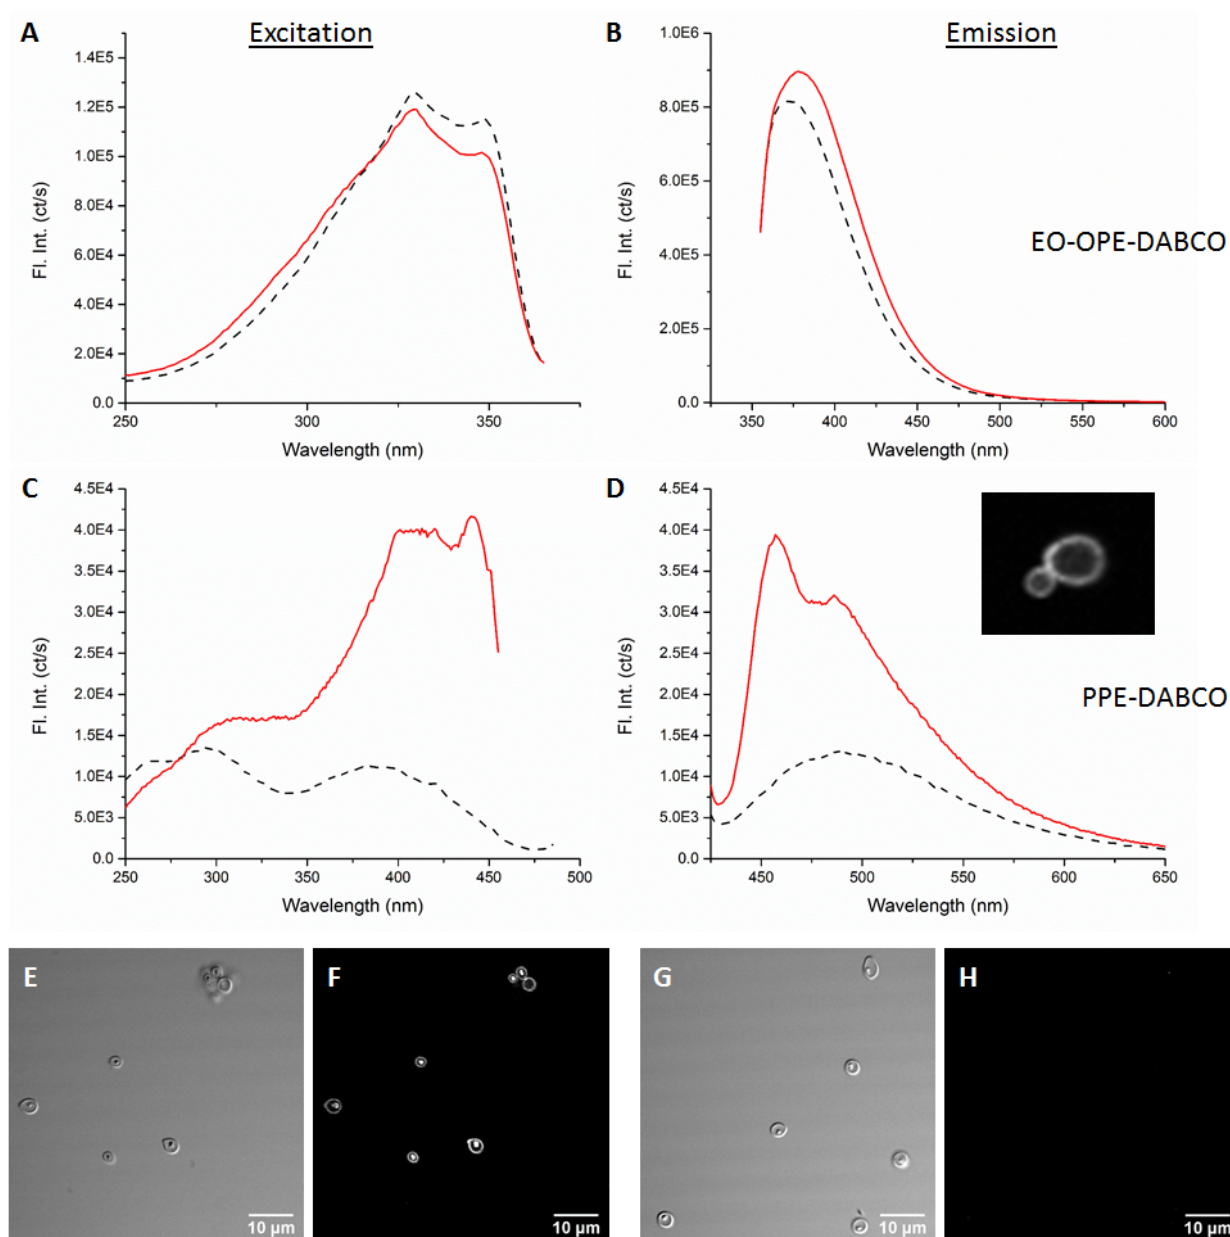 A
Excitation
Fl. Int. (ct/s)
1.4E5
1.2E5
1.0E5
8.0E4
6.0E4
4.0E4
2.0E4
0.0
250
300
350
Wavelength (nm)
B
Emission
Fl. Int. (ct/s)
1.0E6
8.0E5
6.0E5
4.0E5
2.0E5
0.0
350
400
450
500
550
600
Wavelength (nm)
EO-OPE-DABCO
C
Fl. Int. (ct/s)
4.5E4
4.0E4
3.5E4
3.0E4
2.5E4
2.0E4
1.5E4
1.0E4
5.0E3
0.0
250
300
350
400
450
500
Wavelength (nm)
D
Fl. Int. (ct/s)
4.5E4
4.0E4
3.5E4
3.0E4
2.5E4
2.0E4
1.5E4
1.0E4
5.0E3
0.0
450
500
550
600
650
Wavelength (nm)
PPE-DABCO
E
10 µm
F
10 µm
G
10 µm
H
10 µm